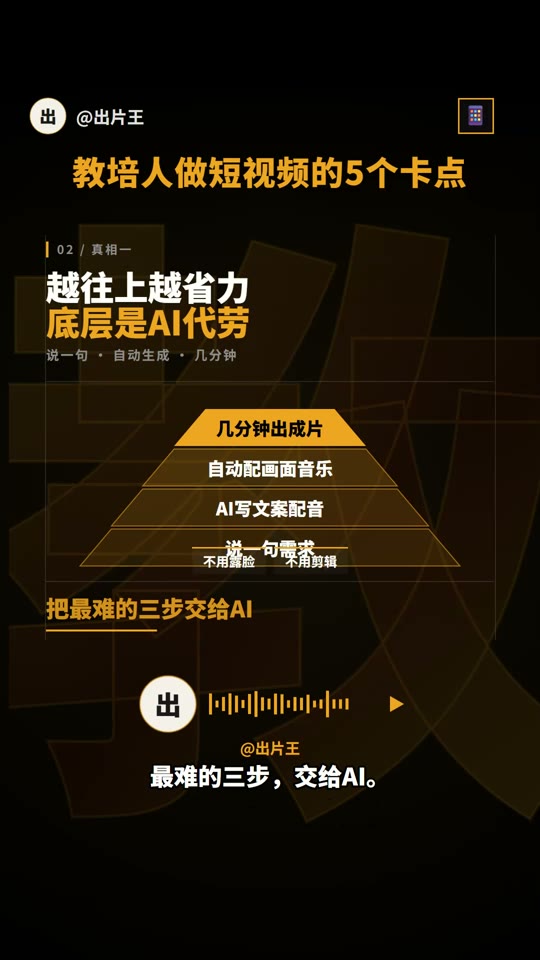 出 @出片王
教培人做短视频的5个卡点
02 / 真相一
越往上越省力
底层是AI代劳
说一句 · 自动生成 · 几分钟
几分钟出成片
自动配画面音乐
AI写文案配音
说一句需求
不用露脸 不用剪辑
把最难的三步交给AI
出
@出片王
最难的三步，交给AI。
教